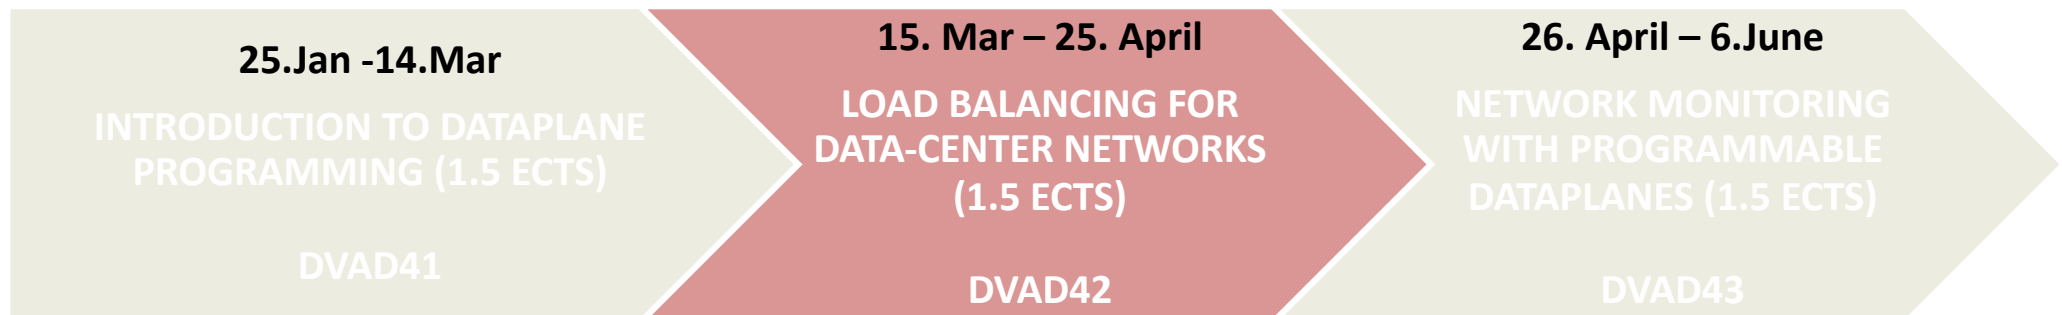 25.Jan -14.Mar
INTRODUCTION TO DATAPLANE
PROGRAMMING (1.5 ECTS)
DVAD41
15. Mar – 25. April
LOAD BALANCING FOR
DATA-CENTER NETWORKS
(1.5 ECTS)
DVAD42
26. April – 6.June
NETWORK MONITORING
WITH PROGRAMMABLE
DATAPLANES (1.5 ECTS)
DVAD43